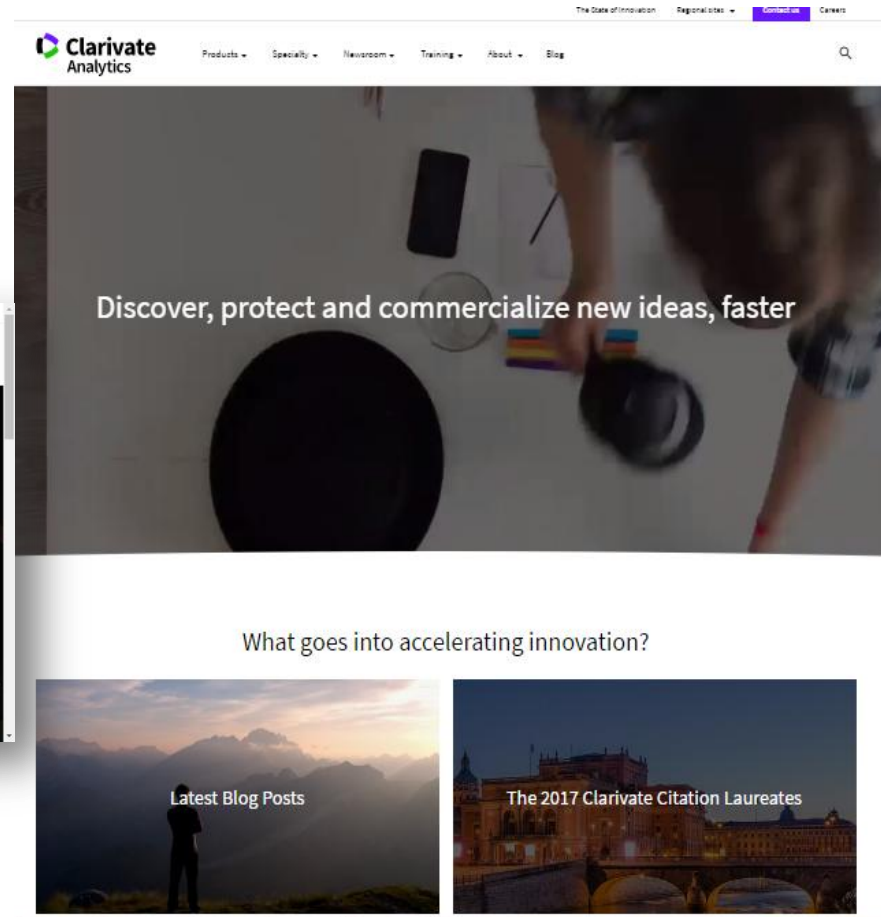 The State of Innovation Regional sites Contact us Careers
Clarivate
Analytics
Products Specialty Newsroom Training About Blog
Discover, protect and commercialize new ideas, faster
What goes into accelerating innovation?
Latest Blog Posts
The 2017 Clarivate Citation Laureates